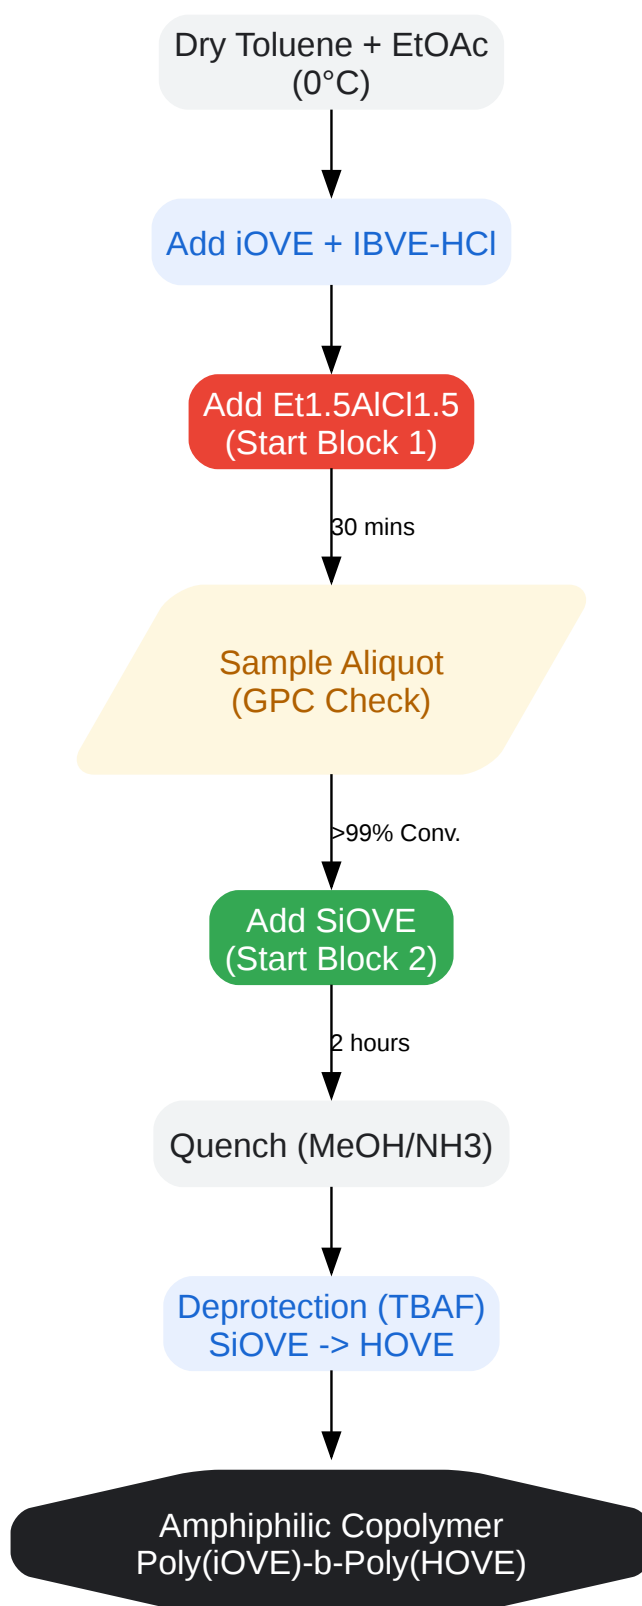 Dry Toluene + EtOAc
(0°C)
Add iOVE + IBVE-HCl
Add Et1.5AlCl1.5
(Start Block 1)
30 mins
Sample Aliquot
(GPC Check)
>99% Conv.
Add SiOVE
(Start Block 2)
2 hours
Quench (MeOH/NH3)
Deprotection (TBAF)
SiOVE -> HOVE
Amphiphilic Copolymer
Poly(iOVE)-b-Poly(HOVE)